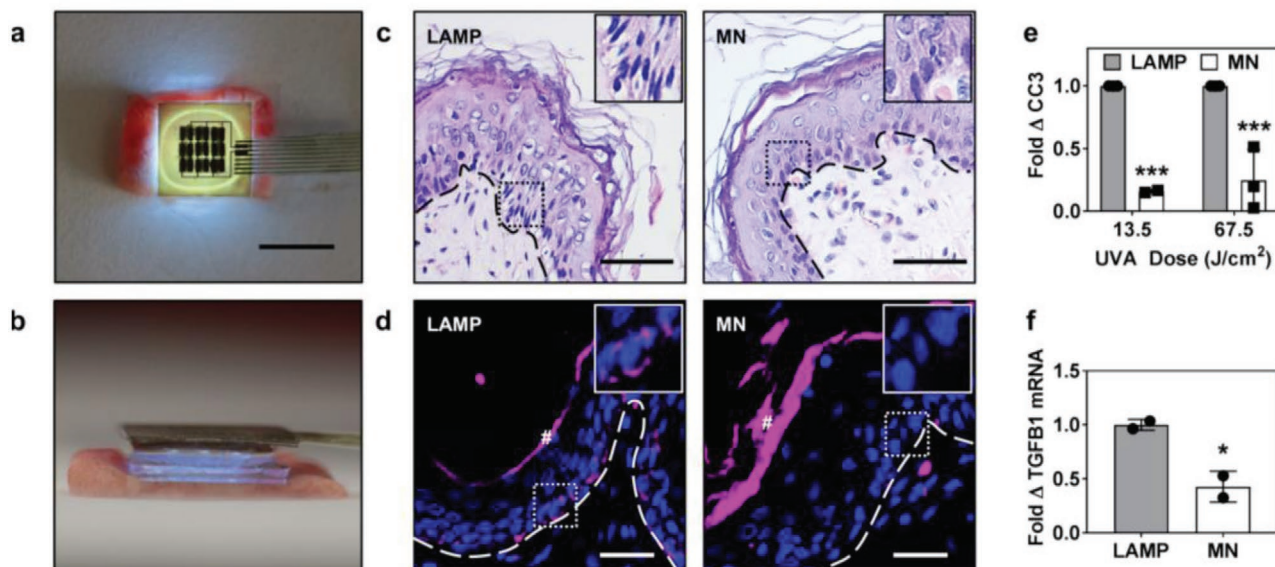 a
b
c
LAMP
MN
d
LAMP
#
MN
#
e
LAMP MN
Fold Δ CC3
1.0
0.5
0.0
***
***
13.5 67.5
UVA Dose (J/cm²)
f
Fold Δ TGFB1 mRNA
1.5
1.0
0.5
0.0
*
LAMP MN